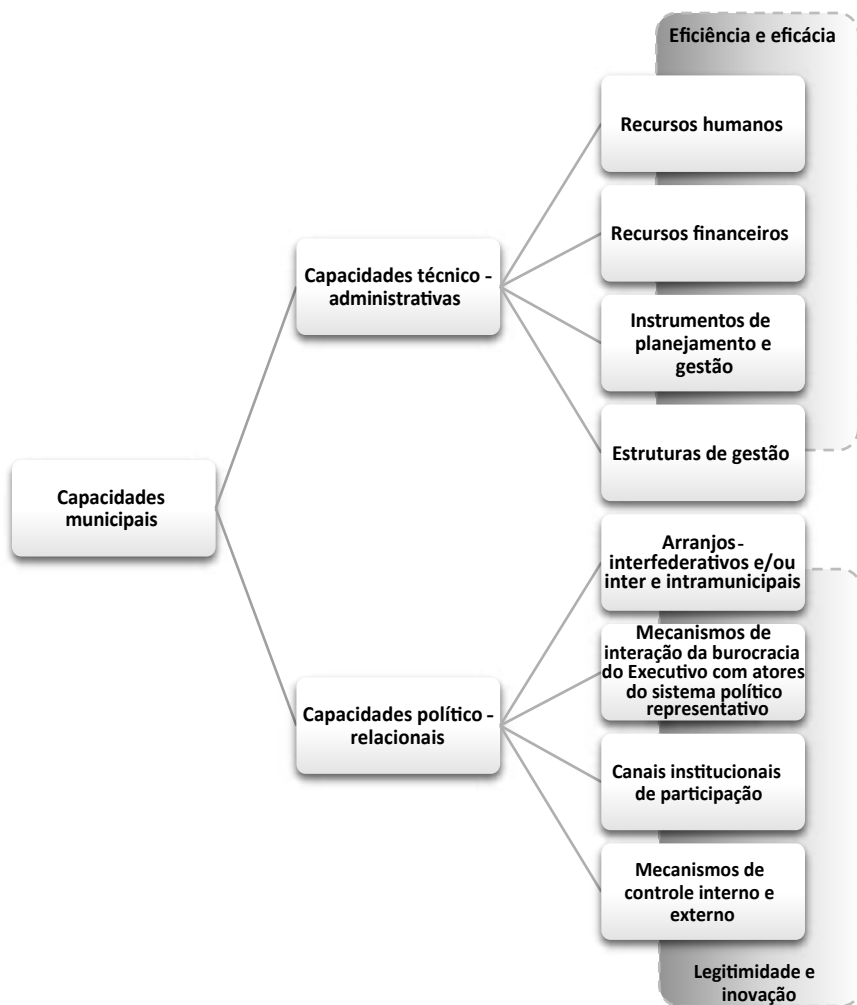 Eficiência e eficácia
Recursos humanos
Recursos financeiros
Capacidades técnico -
administrativas
Instrumentos de
planejamento e
gestão
Estruturas de gestão
Capacidades
municipais
Arranjos-
interfederativos e/ou
inter e intramunicipais
Mecanismos de
interação da burocracia
do Executivo com atores
do sistema político
representativo
Capacidades político -
relacionais
Canais institucionais
de participação
Mecanismos de
controle interno e
externo
Legitimidade e
inovação